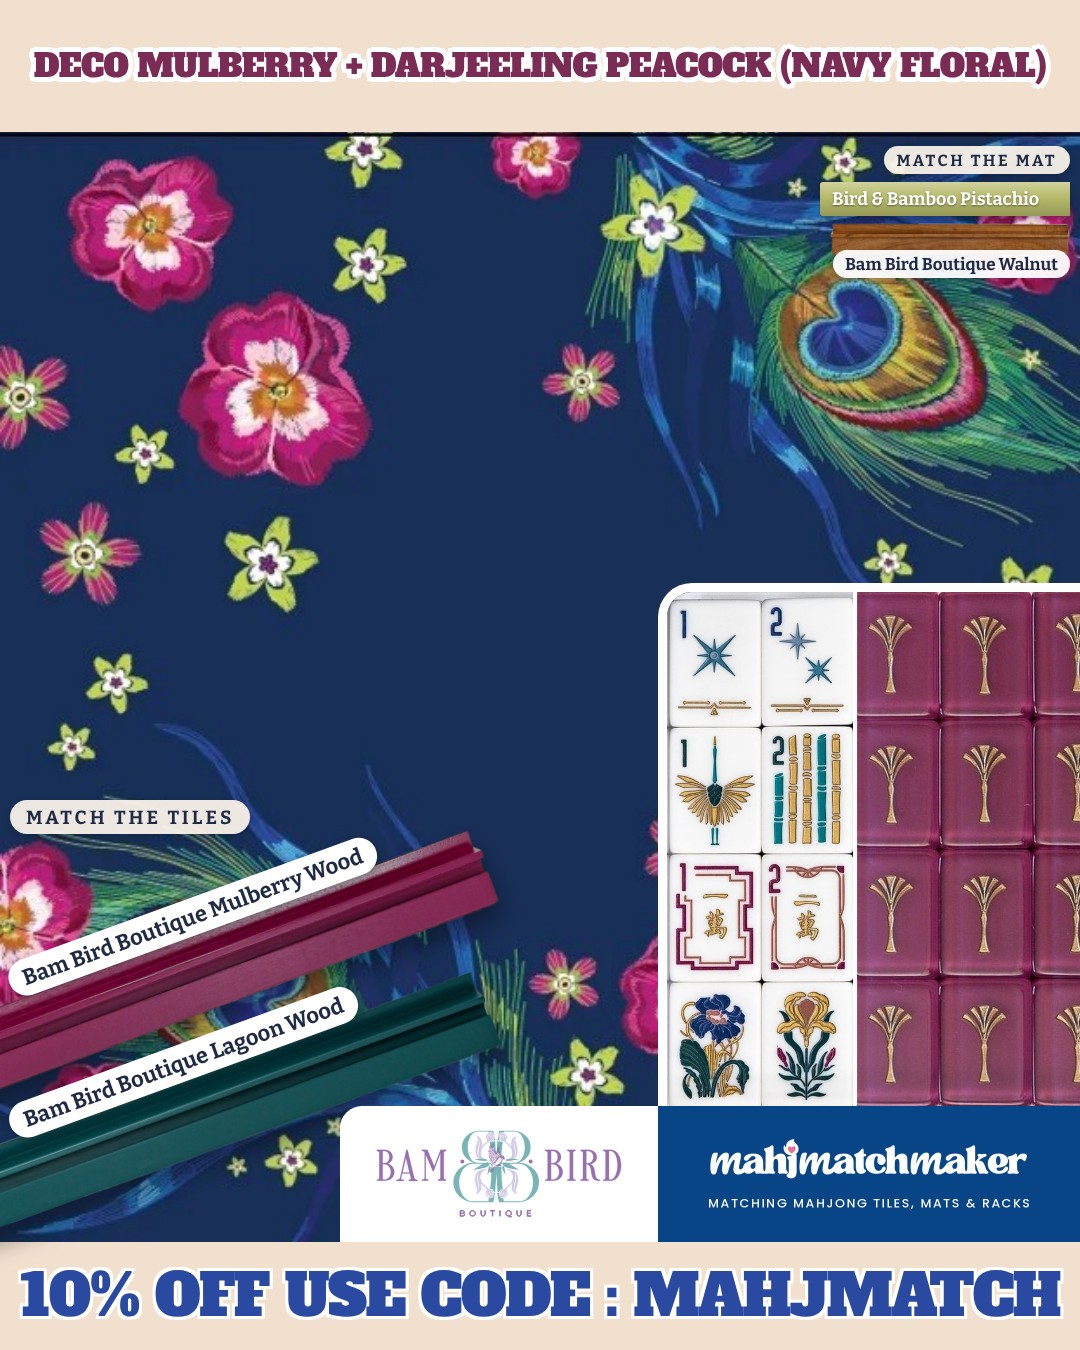 DECO MULBERRY + DARJEELING PEACOCK (NAVY FLORAL)
MATCH THE MAT
Bird & Bamboo Pistachio
Bam Bird Boutique Walnut
1
2
1
2
1
一
萬
2
二
萬
MATCH THE TILES
Bam Bird Boutique Mulberry Wood
Bam Bird Boutique Lagoon Wood
BAM BIRD
BOUTIQUE
mahjmatchmaker
MATCHING MAHJONG TILES, MATS & RACKS
10% OFF USE CODE : MAHJMATCH